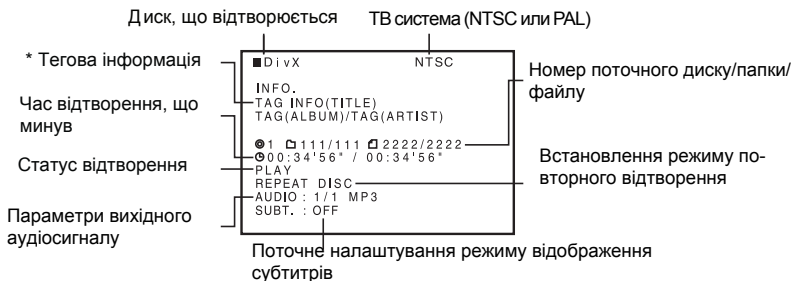 Диск, що відтворюється
ТВ система (NTSC или PAL)
* Тегова інформація
Час відтворення, що
минув
Статус відтворення
Параметри вихідного
аудіосигналу
DivX NTSC
INFO.
TAG INFO(TITLE)
TAG(ALBUM)/TAG(ARTIST)
1 111/111 2222/2222
00:34'56" / 00:34'56"
PLAY
REPEAT DISC
AUDIO: 1/1 MP3
SUBT. : OFF
Номер поточного диску/папки/
файлу
Встановлення режиму по-
вторного відтворення
Поточне налаштування режиму відображення
субтитрів